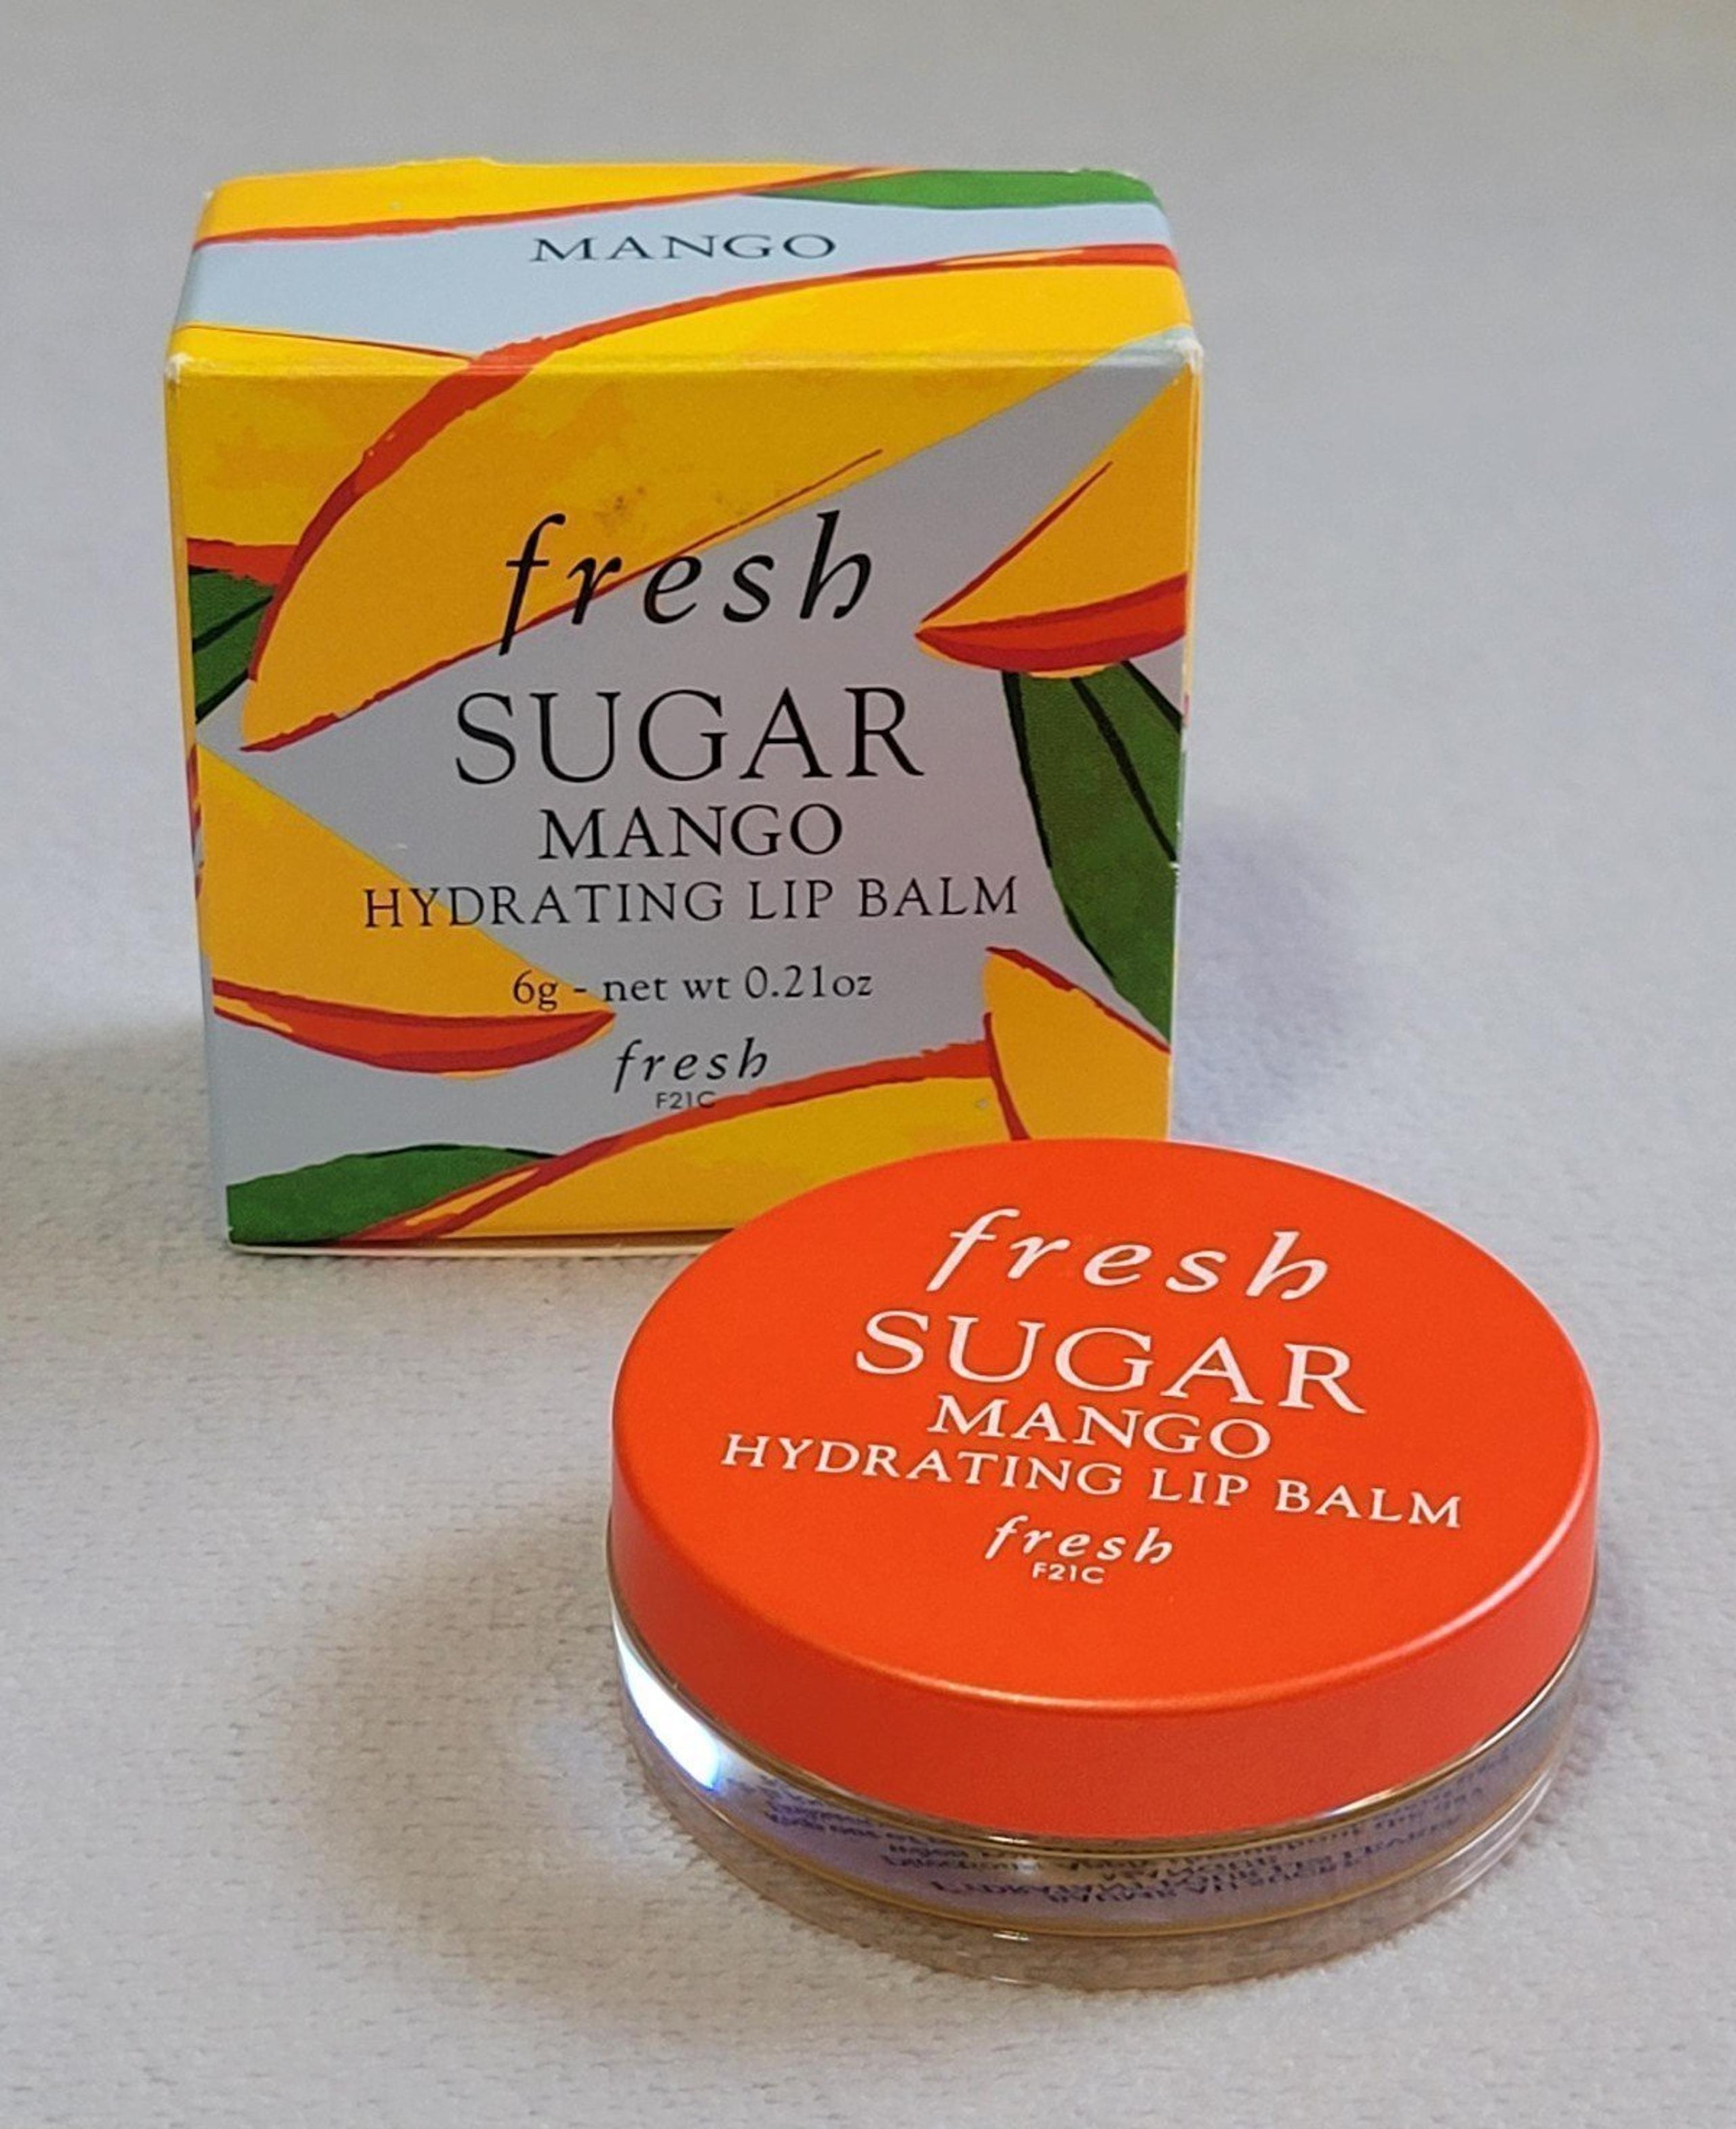 MANGO
fresh
SUGAR
MANGO
HYDRATING LIP BALM
6g - net wt 0.21oz
fresh
F21C
fresh
SUGAR
MANGO
HYDRATING LIP BALM
fresh
F21C